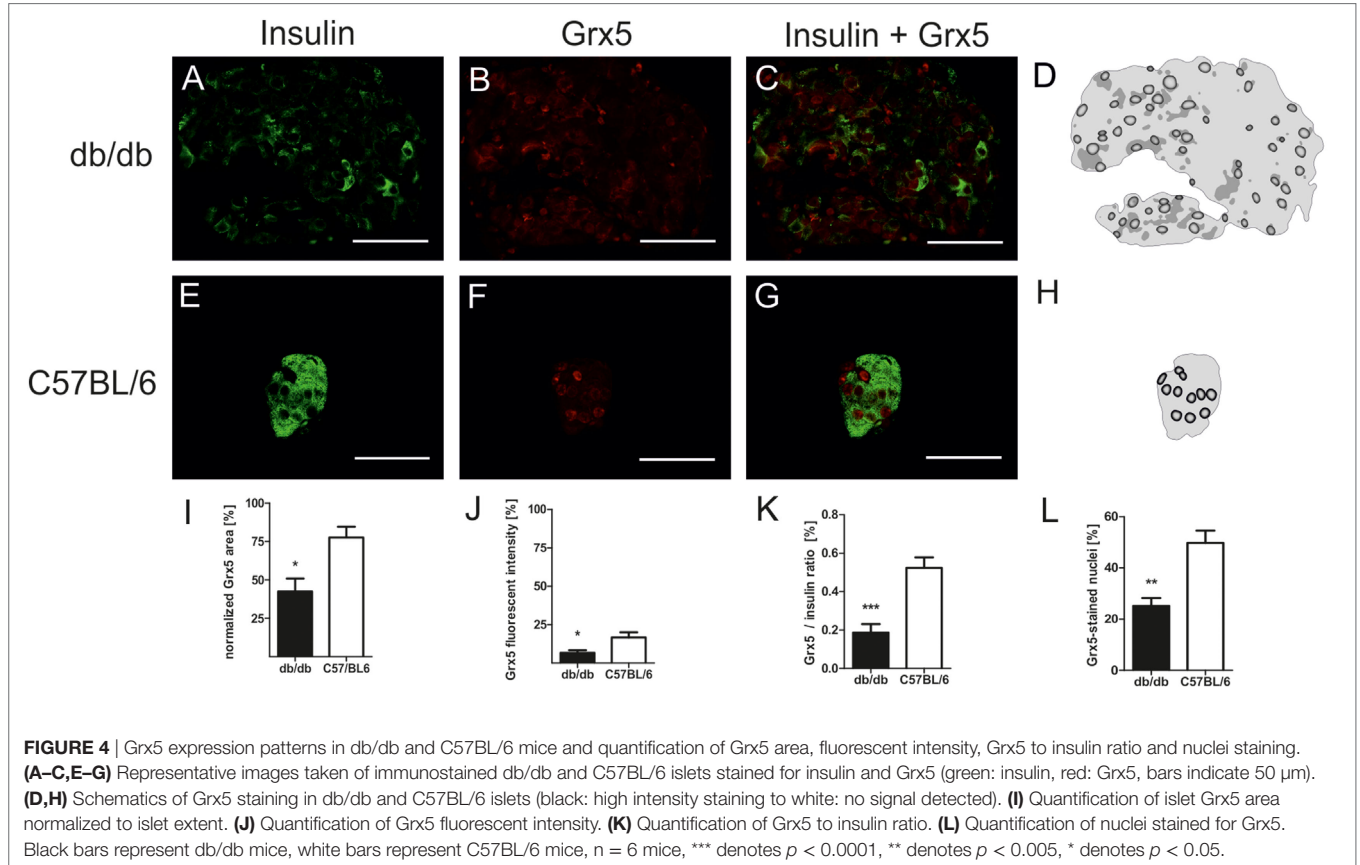 Insulin
Grx5
Insulin + Grx5
db/db
A
B
C
D
C57BL/6
E
F
G
H
I
normalized Grx5 area [%]
100
75
50
25
*
db/db
C57/BL6
J
Grx5 fluorescent intensity [%]
100
75
50
25
*
db/db
C57BL/6
K
Grx5 / insulin ratio [%]
0.8
0.6
0.4
0.2
0.0
***
db/db
C57BL/6
L
Grx5-stained nuclei [%]
60
40
20
0
**
db/db
C57BL/6
FIGURE 4 | Grx5 expression patterns in db/db and C57BL/6 mice and quantification of Grx5 area, fluorescent intensity, Grx5 to insulin ratio and nuclei staining.
(A–C,E–G) Representative images taken of immunostained db/db and C57BL/6 islets stained for insulin and Grx5 (green: insulin, red: Grx5, bars indicate 50 μm).
(D,H) Schematics of Grx5 staining in db/db and C57BL/6 islets (black: high intensity staining to white: no signal detected). (I) Quantification of islet Grx5 area
normalized to islet extent. (J) Quantification of Grx5 fluorescent intensity. (K) Quantification of Grx5 to insulin ratio. (L) Quantification of nuclei stained for Grx5.
Black bars represent db/db mice, white bars represent C57BL/6 mice, n = 6 mice, *** denotes p < 0.0001, ** denotes p < 0.005, * denotes p < 0.05.